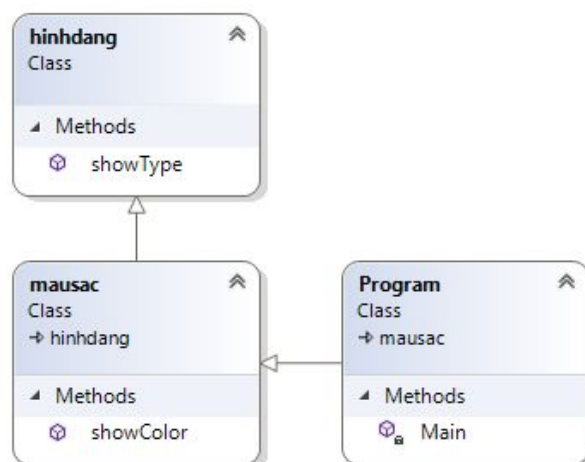 hinhdang
Class
Methods
showType
mausac
Class
hinhdang
Methods
showColor
Program
Class
mausac
Methods
Main